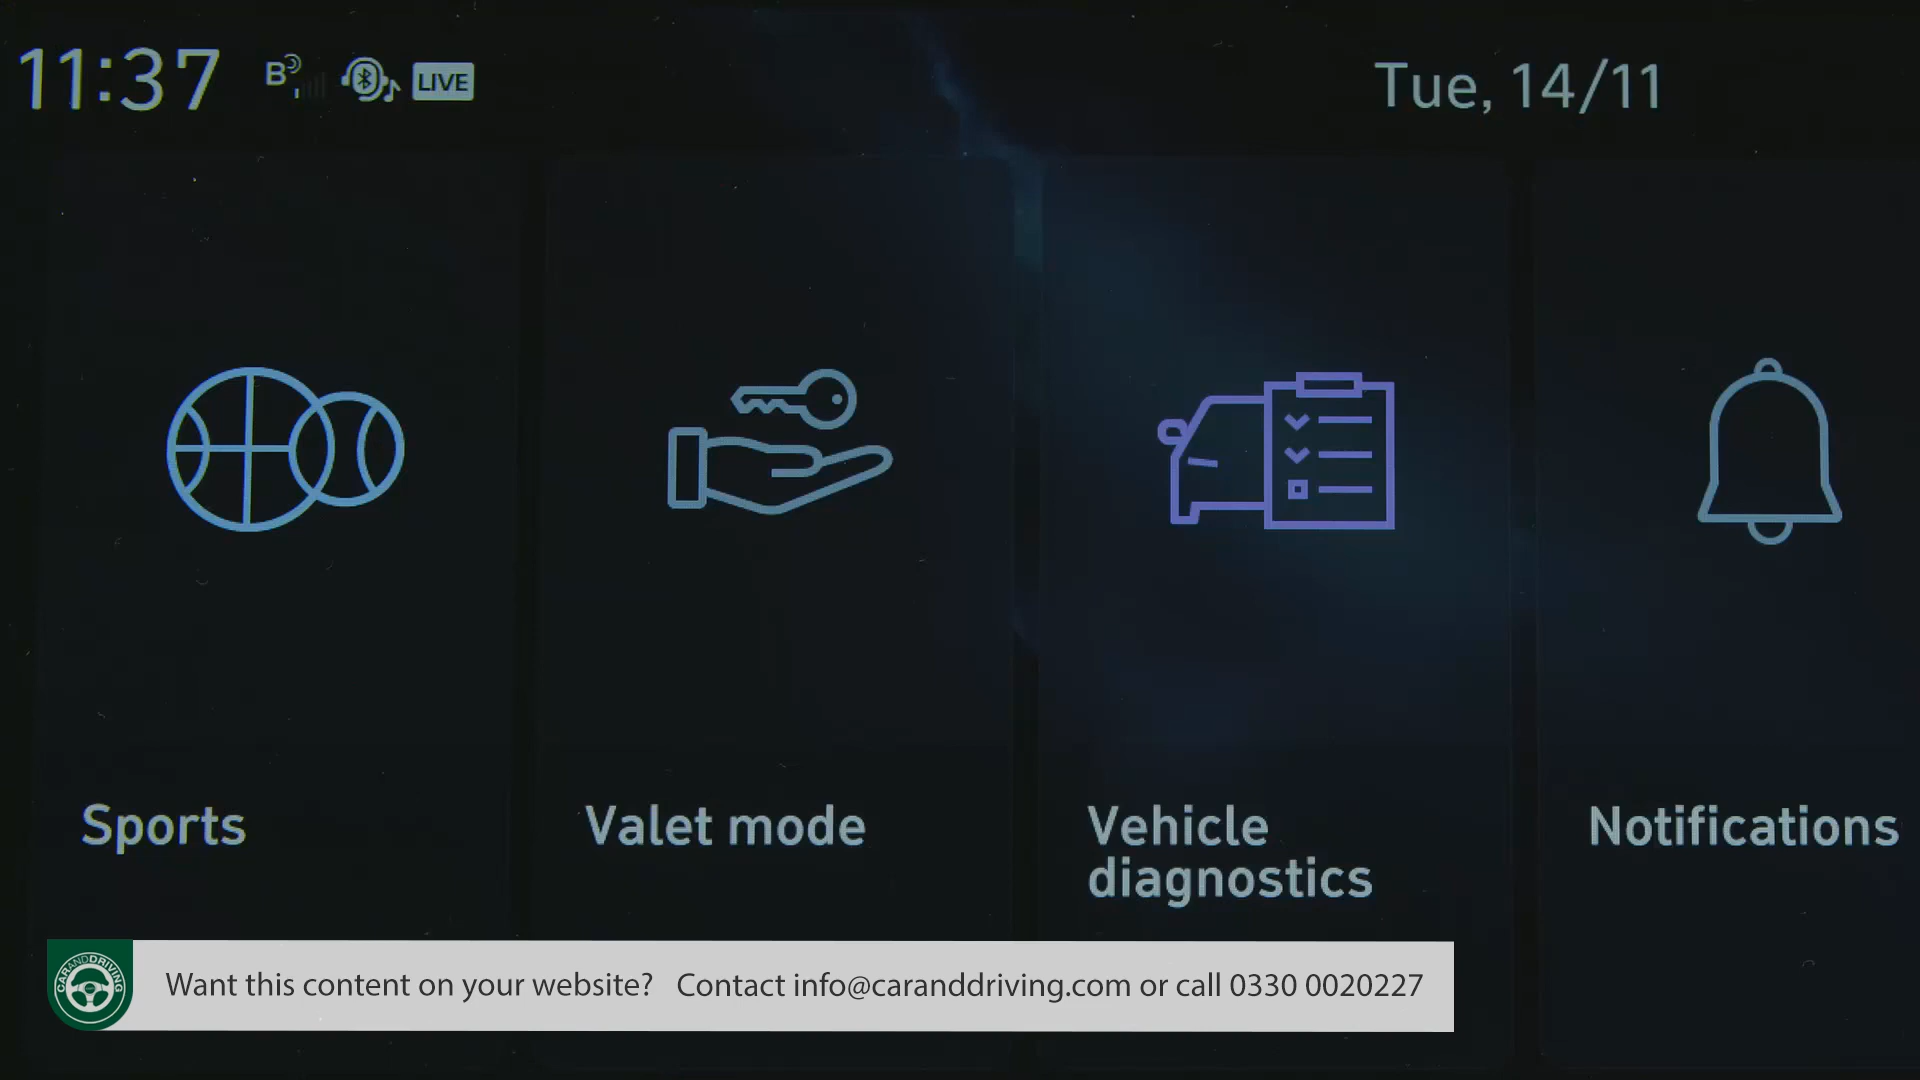 11:37 B LIVE Tue, 14/11
Sports
Valet mode
Vehicle
diagnostics
Notifications
CARANDDRIVING
Want this content on your website? Contact info@caranddriving.com or call 0330 0020227